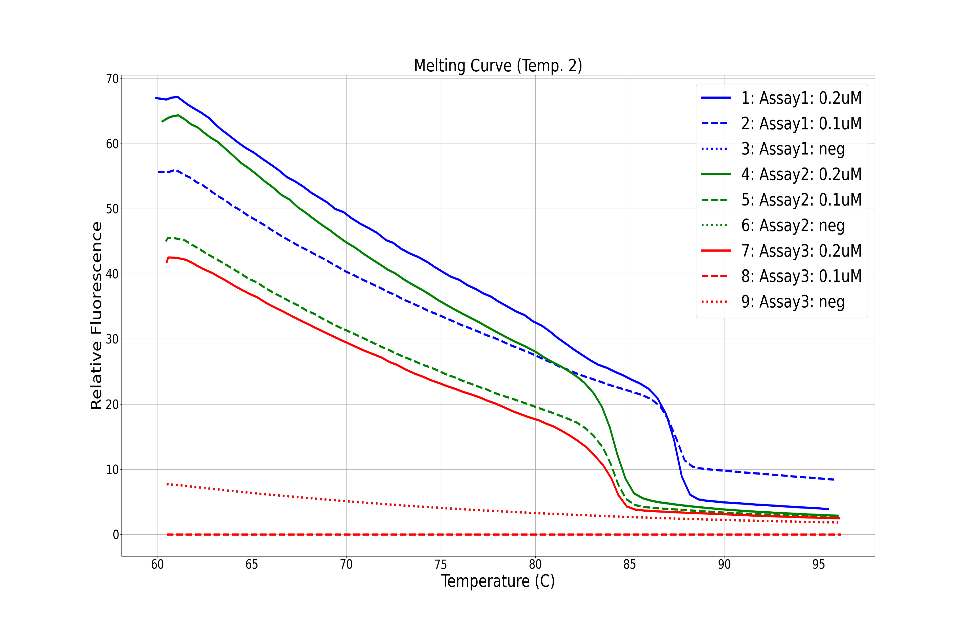 Melting Curve (Temp. 2)
70
60
50
40
30
20
10
0
Relative Fluorescence
1: Assay1: 0.2uM
2: Assay1: 0.1uM
3: Assay1: neg
4: Assay2: 0.2uM
5: Assay2: 0.1uM
6: Assay2: neg
7: Assay3: 0.2uM
8: Assay3: 0.1uM
9: Assay3: neg
60 65 70 75 80 85 90 95
Temperature (C)